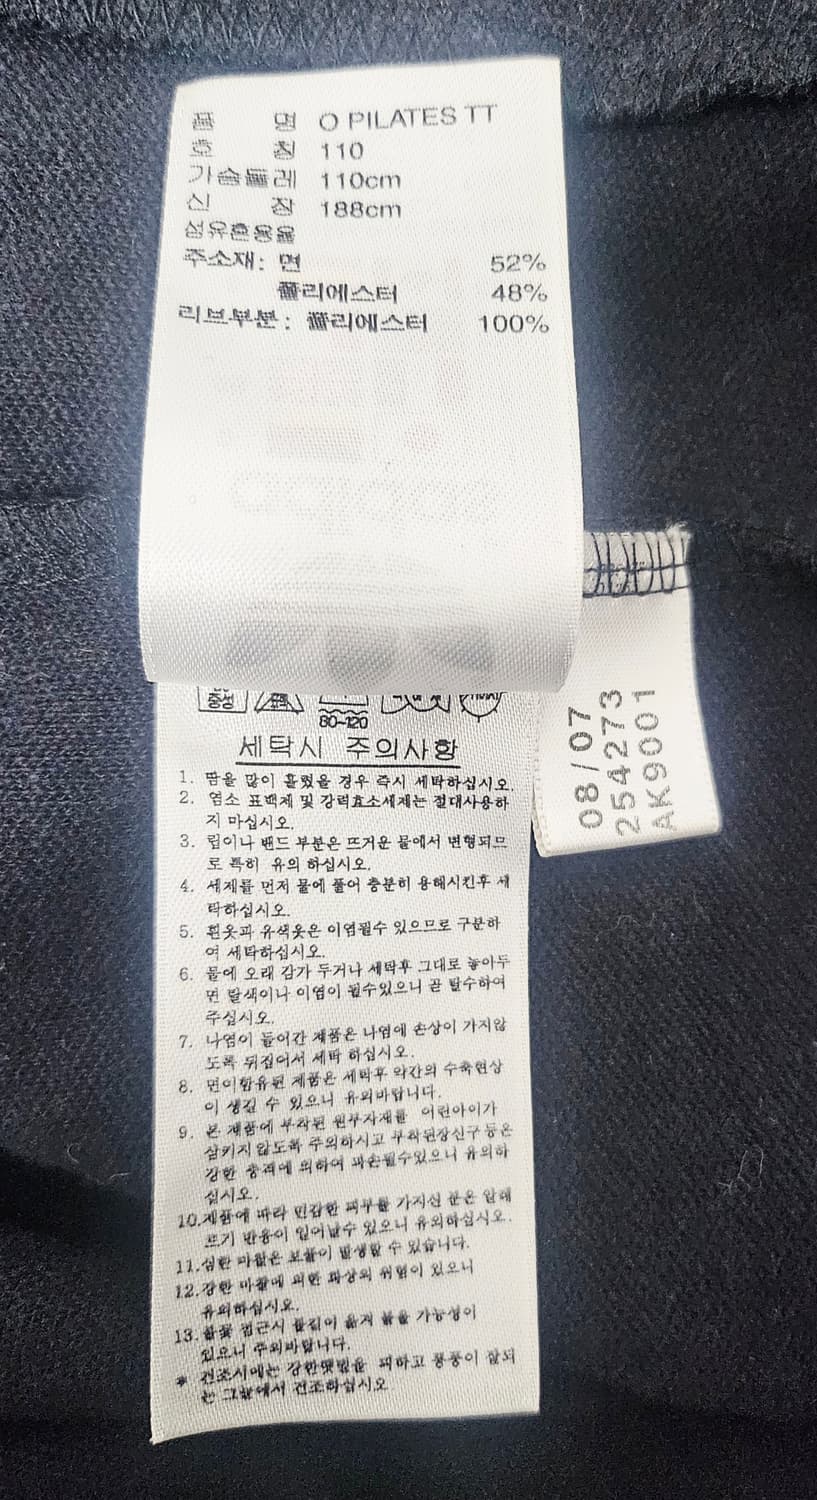 품 명 O PILATES TT
호 칭 110
가슴둘레 110cm
신 장 188cm
섬유혼용율
주소재: 면 52%
폴리에스터 48%
리브부분: 폴리에스터 100%
중성
80~120
세탁시 주의사항
1. 땀을 많이 흘렸을 경우 즉시 세탁하십시오.
2. 염소 표백제 및 강력효소세제는 절대사용하
지 마십시오.
3. 립이나 밴드 부분은 뜨거운 물에서 변형되므
로 특히 유의 하십시오.
4. 세제를 먼저 물에 풀어 충분히 용해시킨후 세
탁하십시오.
5. 흰옷과 유색옷은 이염될수 있으므로 구분하
여 세탁하십시오.
6. 물에 오래 담가 두거나 세탁후 그대로 놓아두
면 탈색이나 이염이 될수있으니 곧 탈수하여
주십시오.
7. 나염이 들어간 제품은 나염에 손상이 가지않
도록 뒤집어서 세탁 하십시오.
8. 면이함유된 제품은 세탁후 약간의 수축현상
이 생길 수 있으니 유의바랍니다.
9. 본 제품에 부착된 원부자재를 어린아이가
삼키지않도록 주의하시고 부착된장신구등은
강한 충격에 의하여 파손될수있으니 유의하
십시오.
10.제품에 따라 민감한 피부를 가지신 분은 알레
르기 반응이 일어날수 있으니 유의하십시오.
11.심한 마찰은 보풀이 발생할 수 있습니다.
12.강한 마찰에 의한 화상의 위험이 있으니
유의하십시오.
13.불꽃 접근시 불길이 옮겨 붙을 가능성이
있으니 주의바랍니다.
* 건조시에는 강한햇빛을 피하고 통풍이 잘되
는 그늘에서 건조하십시오
08/07
254273
AK9001